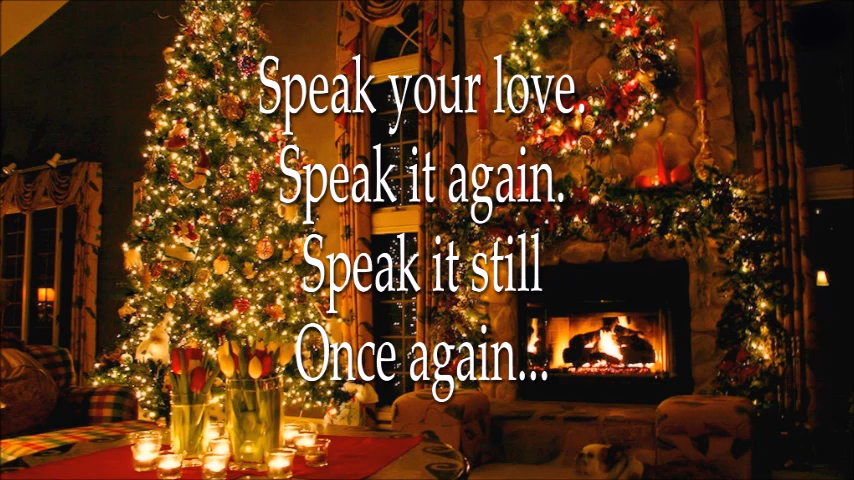 Speak your love.
Speak it again.
Speak it still
Once again...